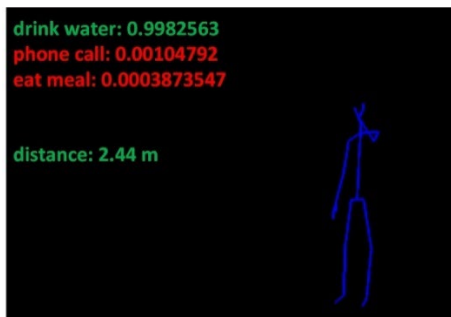 drink water: 0.9982563
phone call: 0.00104792
eat meal: 0.0003873547
distance: 2.44 m